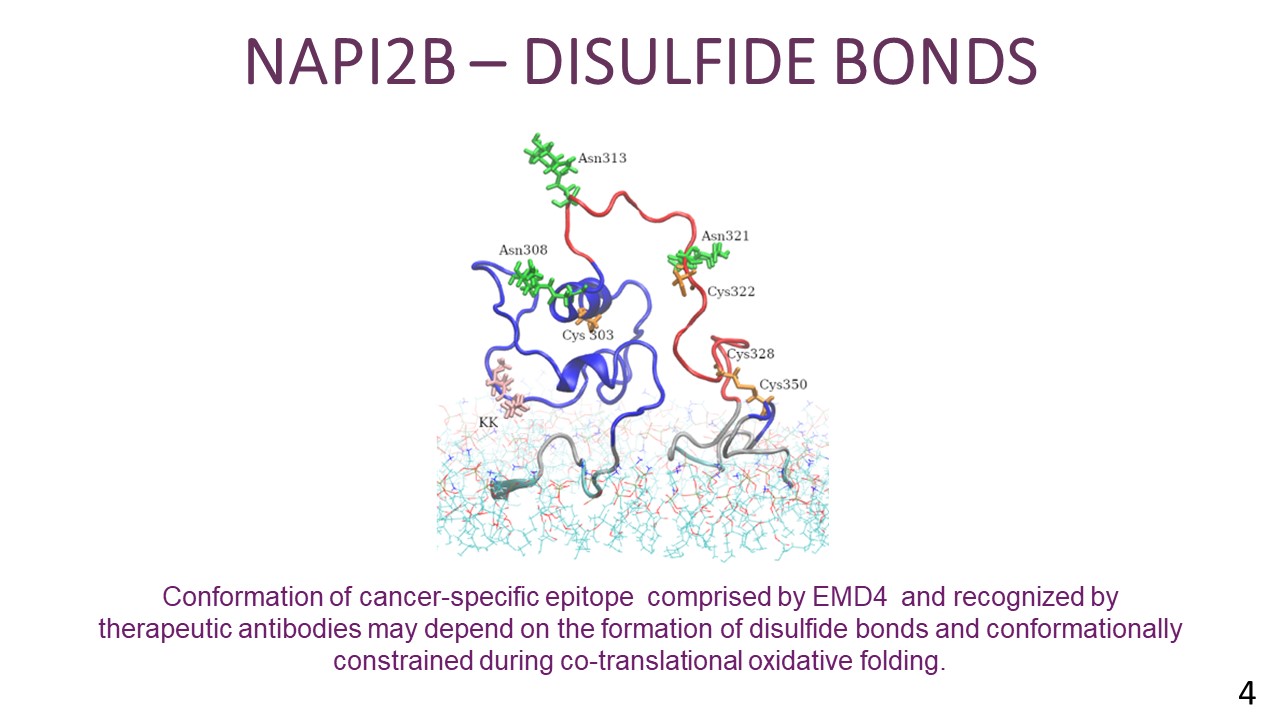 NAPI2B – DISULFIDE BONDS
Asn313
Asn321
Asn308
Cys322
Cys 303
Cys328
Cys350
KK
Conformation of cancer-specific epitope comprised by EMD4 and recognized by
therapeutic antibodies may depend on the formation of disulfide bonds and conformationally
constrained during co-translational oxidative folding.
4